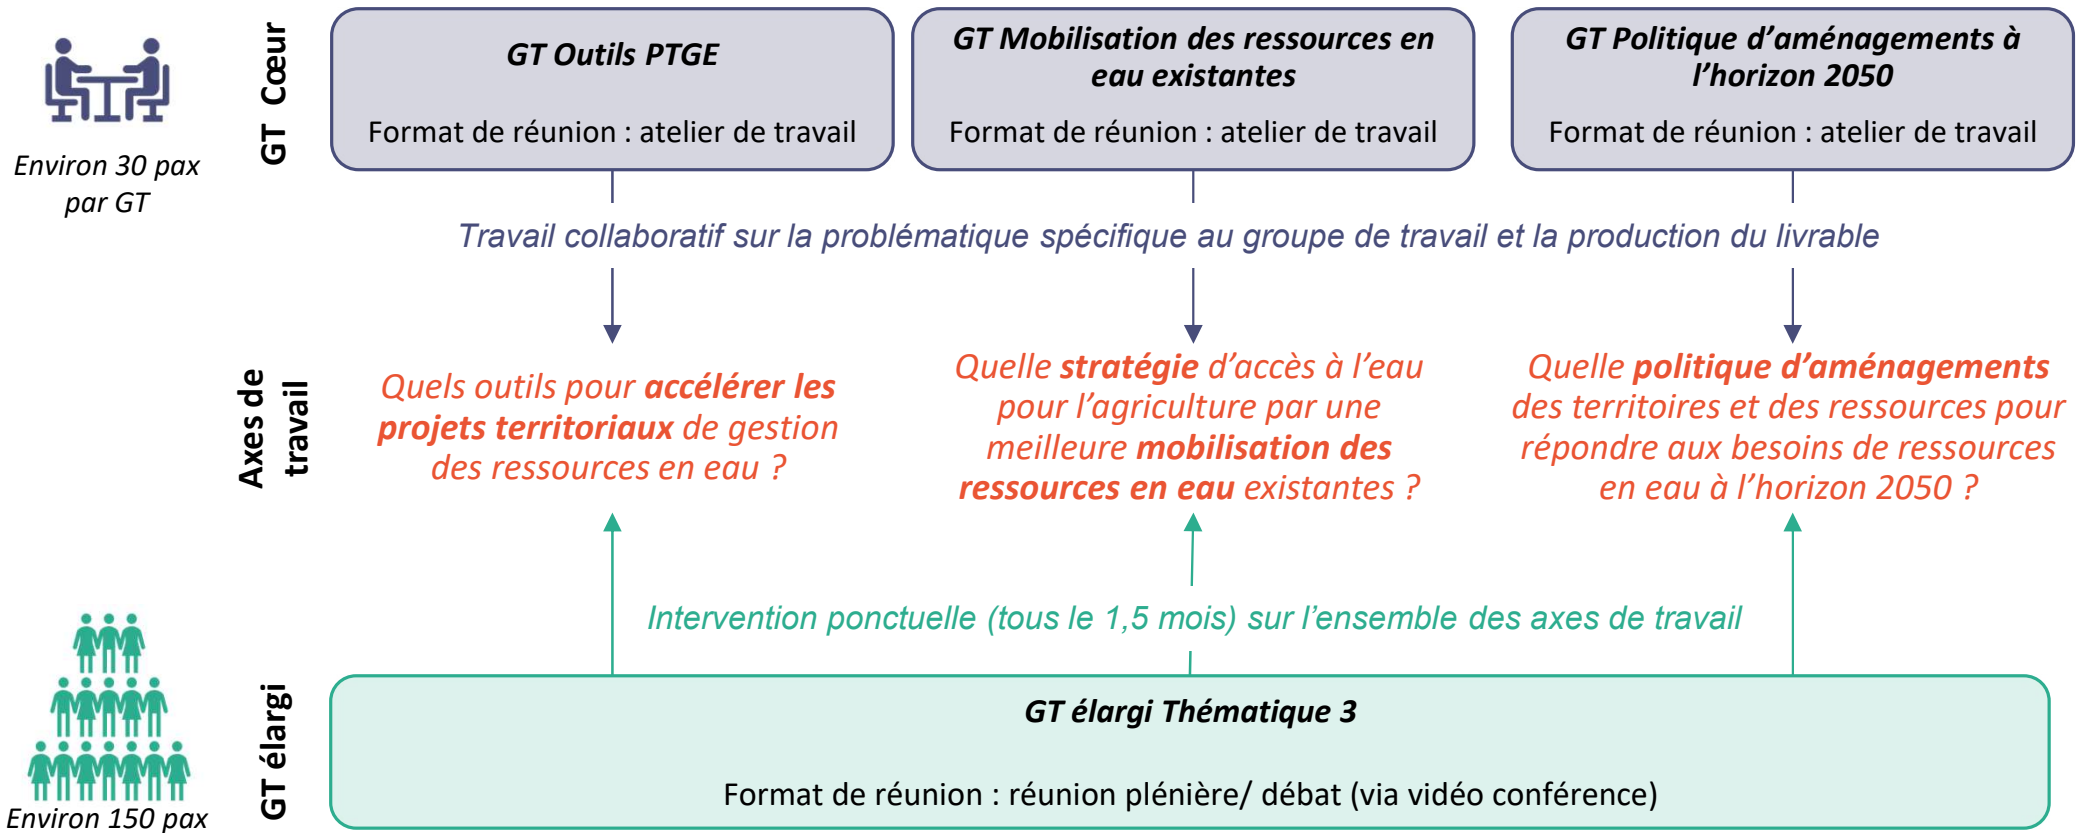 GT Cœur
Environ 30 pax
par GT
GT Outils PTGE
Format de réunion : atelier de travail
GT Mobilisation des ressources en
eau existantes
Format de réunion : atelier de travail
GT Politique d’aménagements à
l’horizon 2050
Format de réunion : atelier de travail
Travail collaboratif sur la problématique spécifique au groupe de travail et la production du livrable
Axes de
travail
Quels outils pour accélérer les
projets territoriaux de gestion
des ressources en eau ?
Quelle stratégie d’accès à l’eau
pour l’agriculture par une
meilleure mobilisation des
ressources en eau existantes ?
Quelle politique d’aménagements
des territoires et des ressources pour
répondre aux besoins de ressources
en eau à l’horizon 2050 ?
Intervention ponctuelle (tous le 1,5 mois) sur l’ensemble des axes de travail
GT élargi
Environ 150 pax
GT élargi Thématique 3
Format de réunion : réunion plénière/ débat (via vidéo conférence)